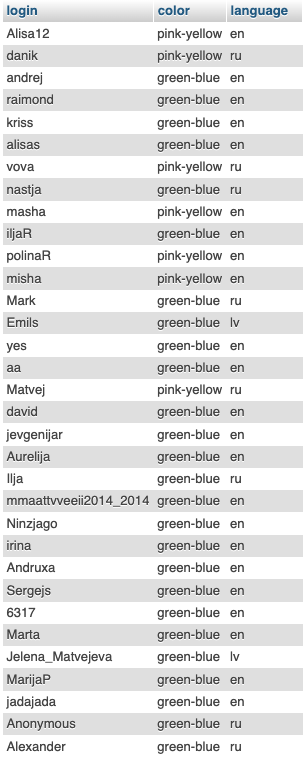 login color language
Alisa12 pink-yellow en
danik pink-yellow ru
andrej green-blue en
raimond green-blue en
kriss green-blue en
alisas green-blue en
vova pink-yellow ru
nastja green-blue ru
masha pink-yellow en
iljaR green-blue en
polinaR pink-yellow en
misha pink-yellow en
Mark green-blue ru
Emils green-blue lv
yes green-blue en
aa green-blue en
Matvej pink-yellow ru
david green-blue en
jevgenijar green-blue en
Aurelija green-blue en
Ilja green-blue ru
mmaattvveeii2014_2014 green-blue en
Ninzjago green-blue en
irina green-blue en
Andruxa green-blue en
Sergejs green-blue en
6317 green-blue en
Marta green-blue en
Jelena_Matvejeva green-blue lv
MarijaP green-blue en
jadajada green-blue en
Anonymous green-blue ru
Alexander green-blue ru